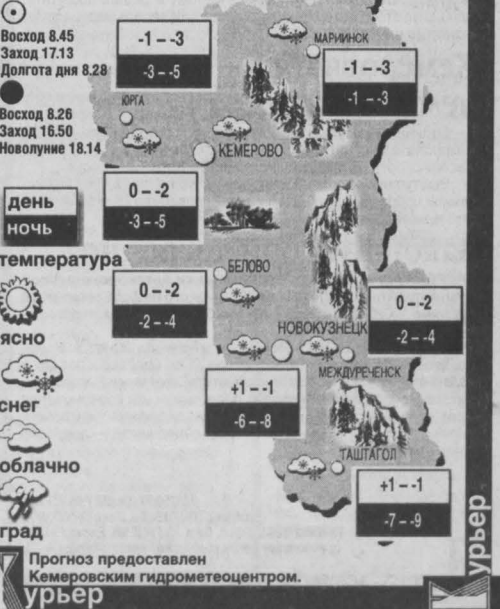 Восход 8.45
Заход 17.13
Долгота дня 8.28
Восход 8.26
Заход 16.50
Новолуние 18.14
день
ночь
температура
ясно
снег
облачно
град
-1 – -3
-3 – -5
МАРИИНСК
-1 – -3
-1 – -3
ЮРГА
КЕМЕРОВО
0 – -2
-3 – -5
БЕЛОВО
0 – -2
-2 – -4
0 – -2
-2 – -4
НОВОКУЗНЕЦК
МЕЖДУРЕЧЕНСК
+1 – -1
-6 – -8
ТАШТАГОЛ
+1 – -1
-7 – -9
Прогноз предоставлен
Кемеровским гидрометеоцентром.
Курьер
урьер